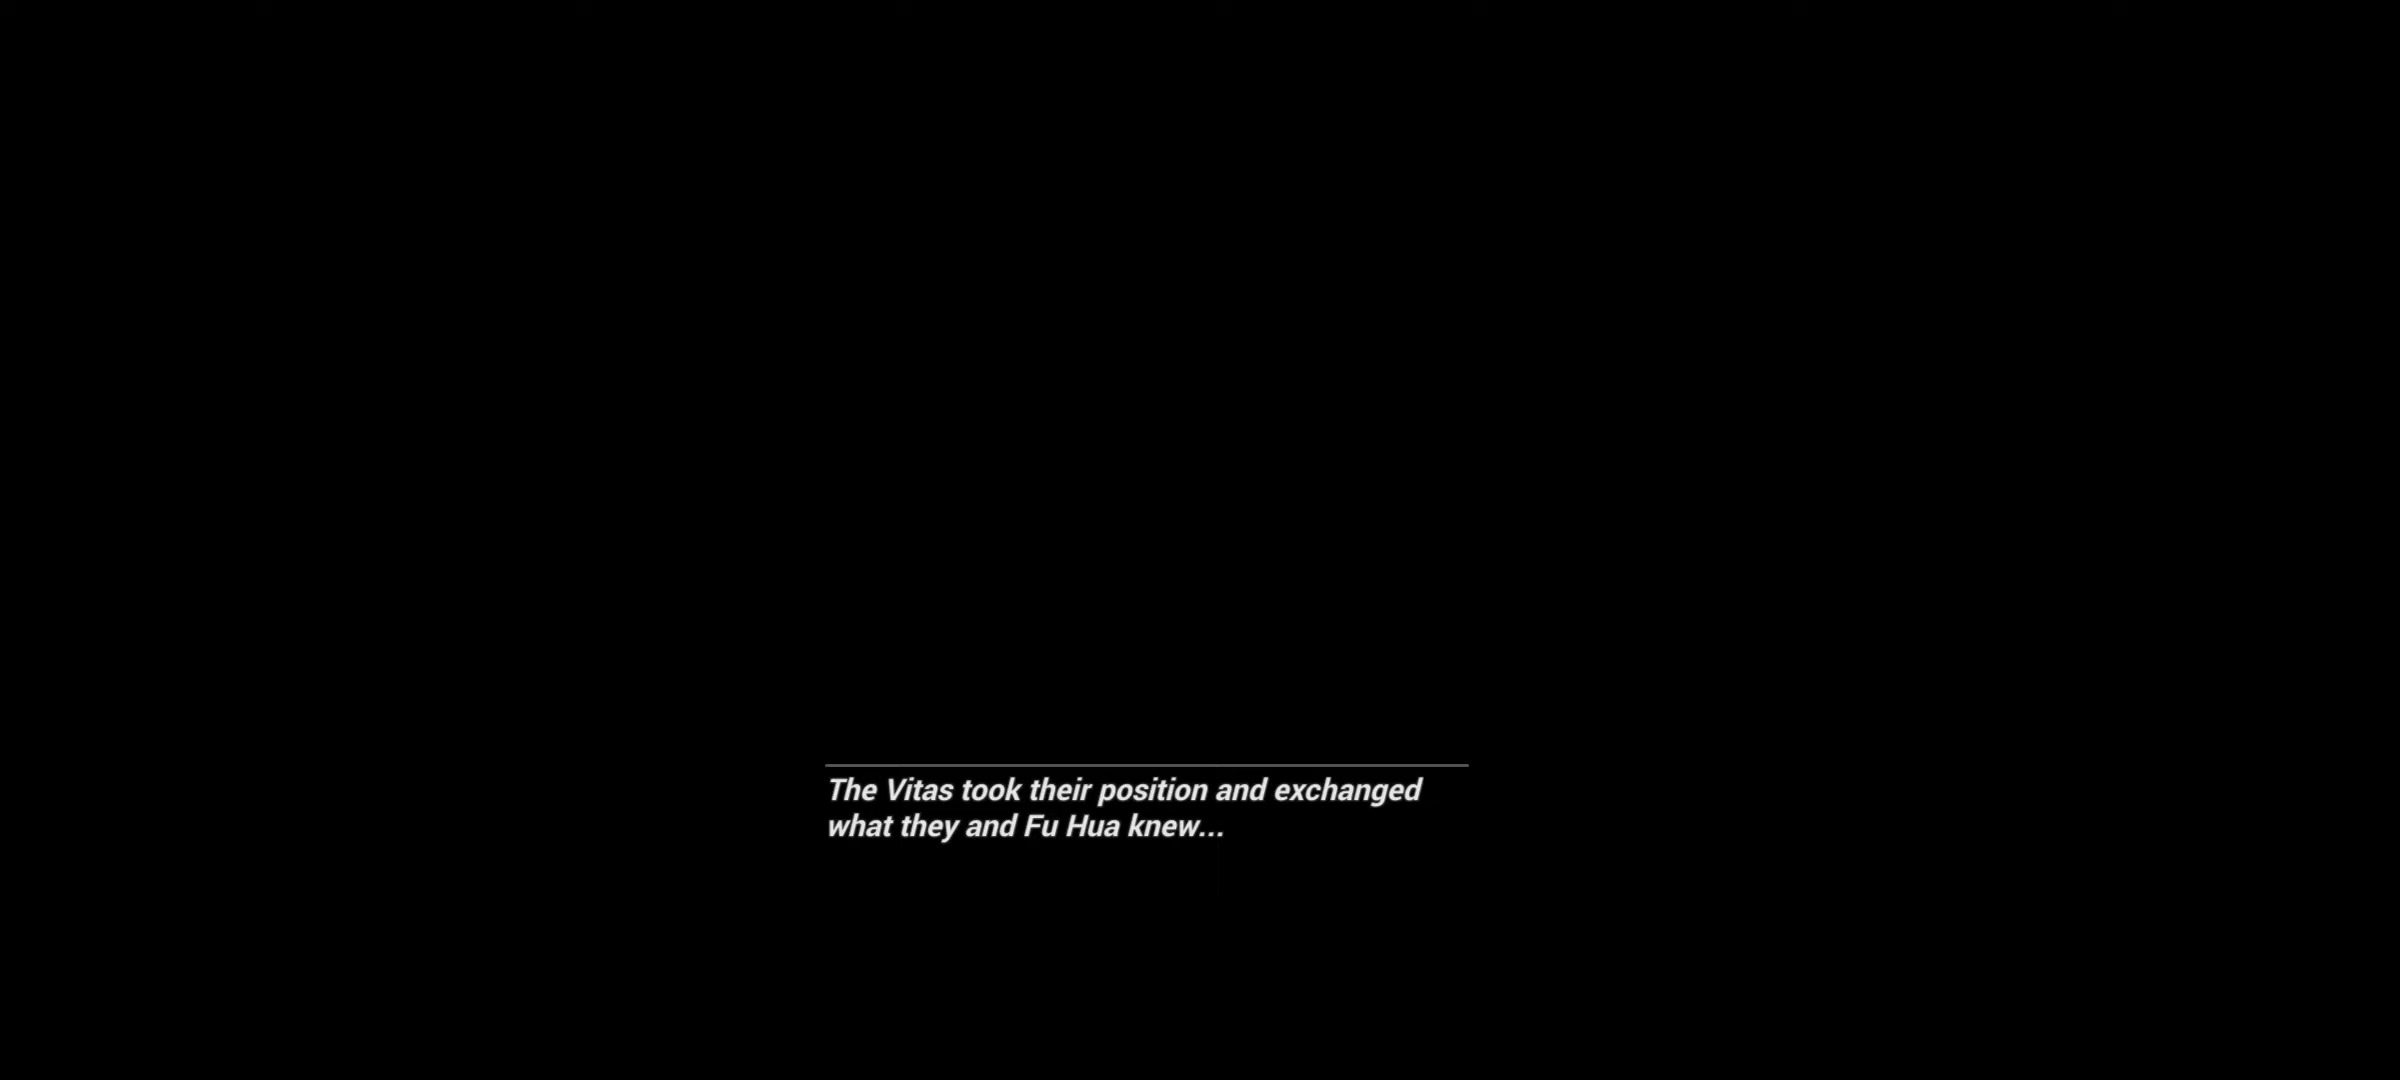 The Vitas took their position and exchanged
what they and Fu Hua knew...